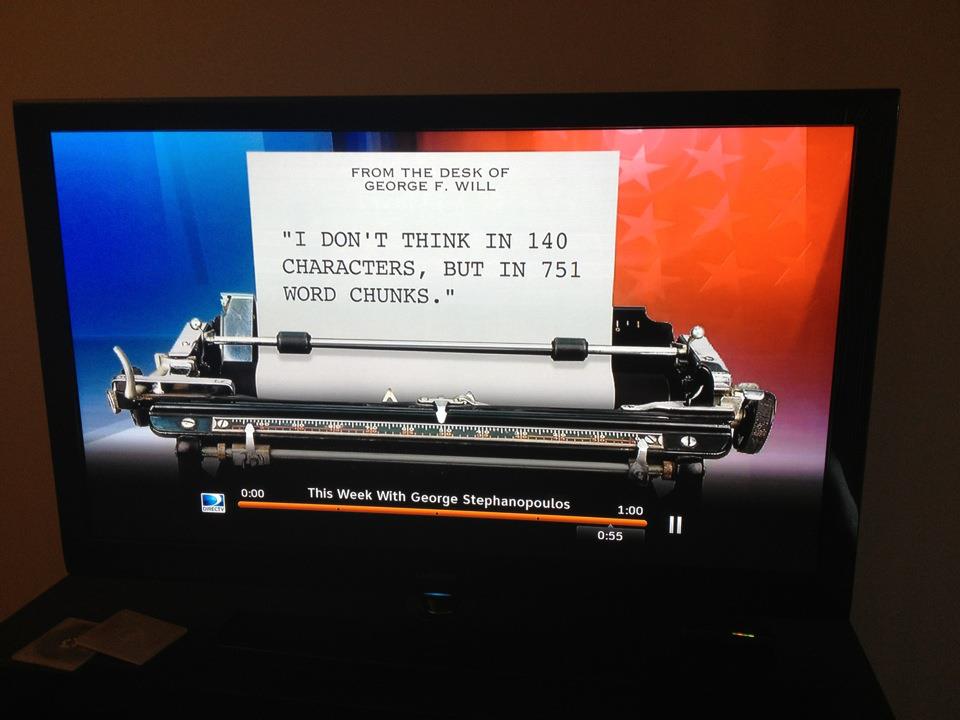 FROM THE DESK OF
GEORGE F. WILL
"I DON'T THINK IN 140
CHARACTERS, BUT IN 751
WORD CHUNKS."
DIRECTV
0:00
This Week With George Stephanopoulos
1:00
0:55